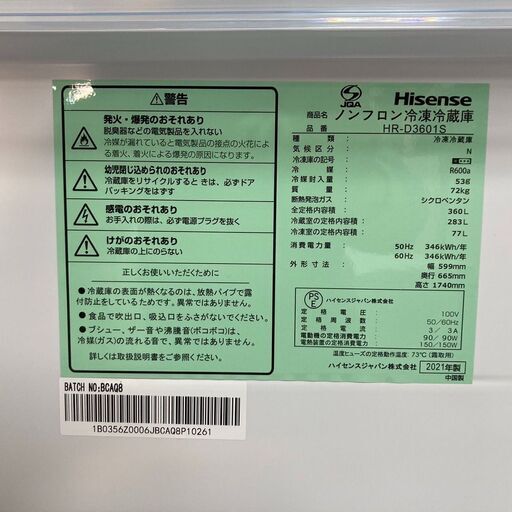 ⚠警告
発火・爆発のおそれあり
脱臭器などの電気製品を入れない
冷媒が漏れていると電気製品の接点の火花に
よる着火、着火の爆発の原因になります。
幼児閉じ込められのおそれあり
冷蔵庫をリサイクルするときは、必ずドア
パッキングをはずす
感電のおそれあり
お手入れの際は、必ず電源プラグを抜く
けがのおそれあり
冷蔵庫の上にのらない
正しくお使いいただくために
●冷蔵庫の表面が熱くなるのは、放熱パイプで露
付防止をしているためです。異常ではありません。
●食品で吹出口、吸込口をふさがないでください。
●ブシュー、ザー音や沸騰音(ポコポコ)は、
冷媒(ガス)の流れる音で、異常ではありません。
詳しくは取扱説明書をご覧ください。
JQA
Hisense
商品名 ノンフロン冷凍冷蔵庫
品番 HR-D3601S
種類 冷凍冷蔵庫
気候区分 N
冷凍室の記号
冷媒 R600a
冷媒封入量 53g
質量 72kg
断熱発泡ガス シクロペンタン
全定格内容積 360L
冷蔵室の定格内容積 283L
冷凍室の定格内容積 77L
消費電力量 50Hz 346kWh/年
60Hz 346kWh/年
外形寸法 幅 599mm
奥行 665mm
高さ 1740mm
PSE ハイセンスジャパン株式会社
定格電圧 100V
定格周波数 50/60Hz
定格電流 3/ 3A
電動機の定格消費電力 90/ 90W
電熱装置の定格消費電力 150/150W
温度ヒューズの定格動作温度:73℃(霜取用)
ハイセンスジャパン株式会社
2021年製
中国製
BATCH NO:BCAQ8
1B0356Z0006JBCAQ8P10261